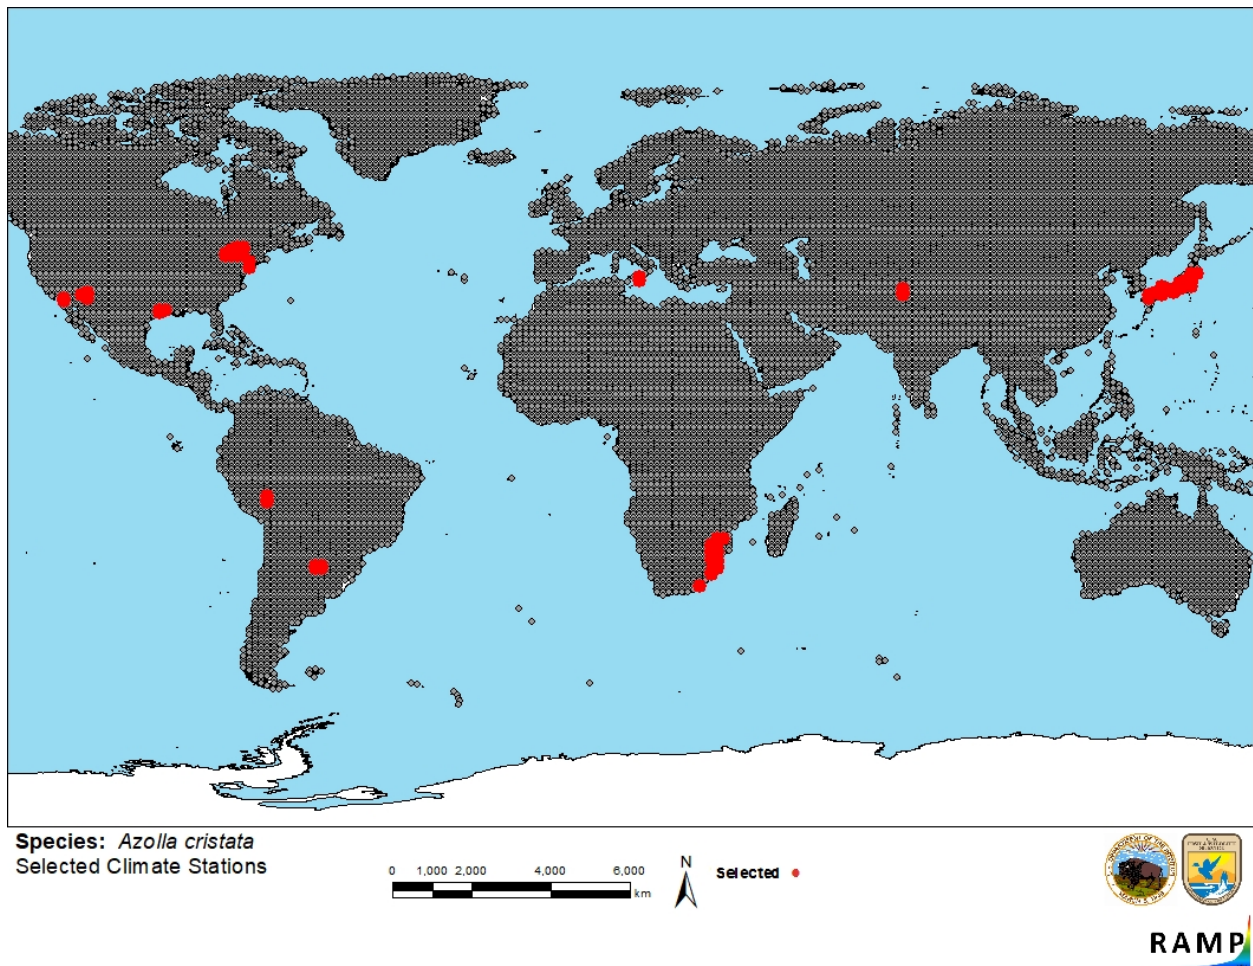 Species: Azolla cristata
Selected Climate Stations
0 1,000 2,000 4,000 6,000
km
N
Selected
RAMP